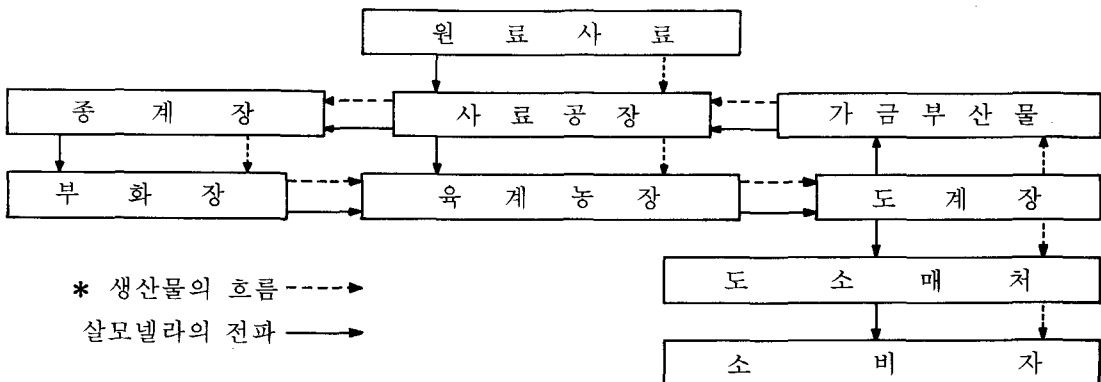 원료사료
종계장 사료공장 가금부산물
부화장 육계농장 도계장
* 생산물의 흐름
도소매처
살모넬라의 전파
소비자